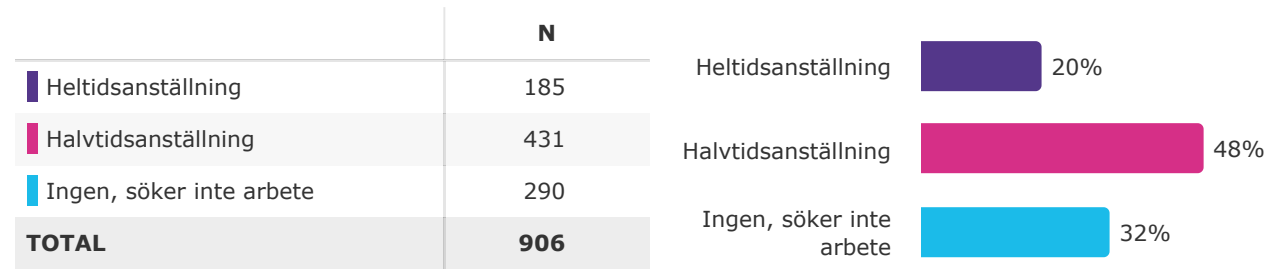 N
Heltidsanställning 185
Halvtidsanställning 431
Ingen, söker inte arbete 290
TOTAL 906
Heltidsanställning 20%
Halvtidsanställning 48%
Ingen, söker inte
arbete 32%